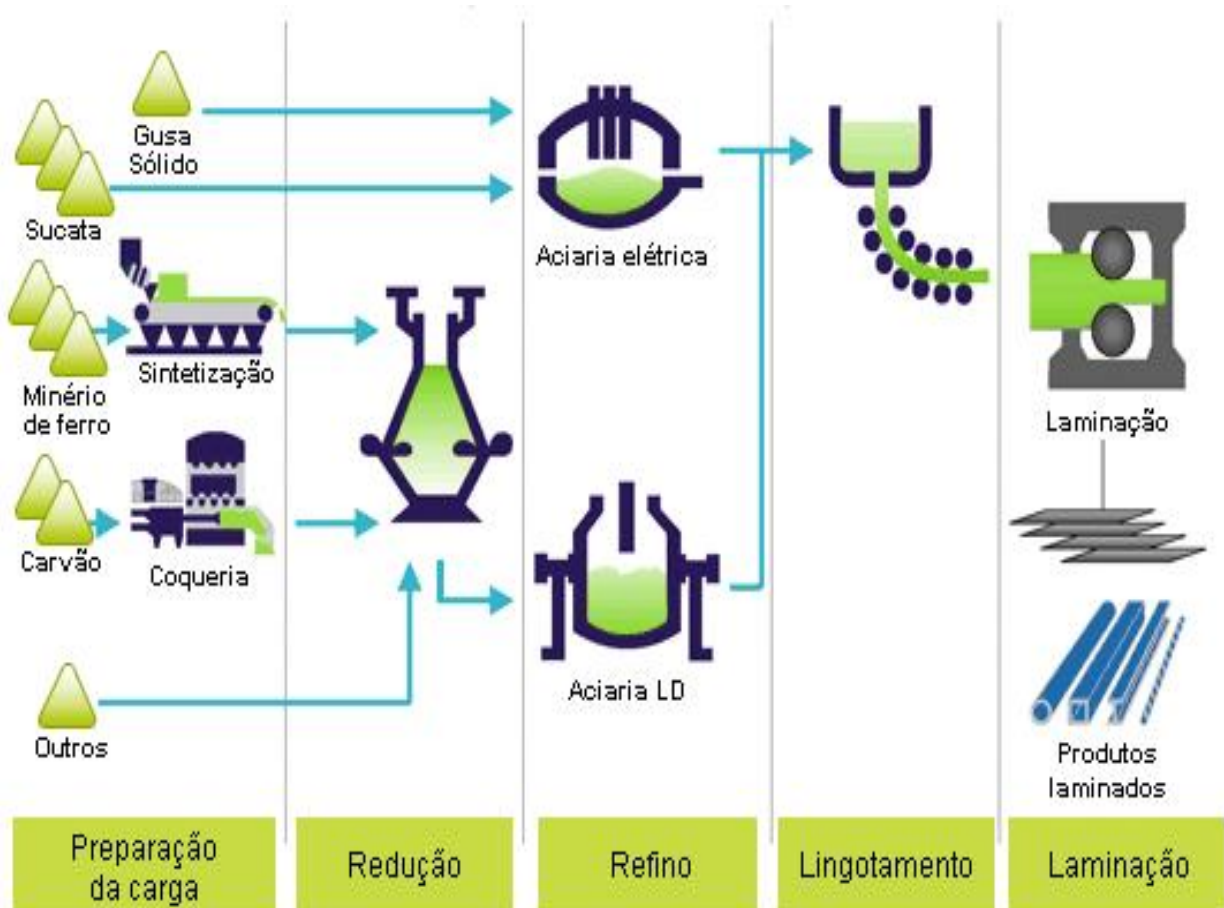 Gusa
Sólido
Sucata
Aciaria elétrica
Sintetização
Minério
de ferro
Laminação
Carvão
Coqueria
Aciaria LD
Outros
Produtos
laminados
Preparação
da carga
Redução
Refino
Lingotamento
Laminação